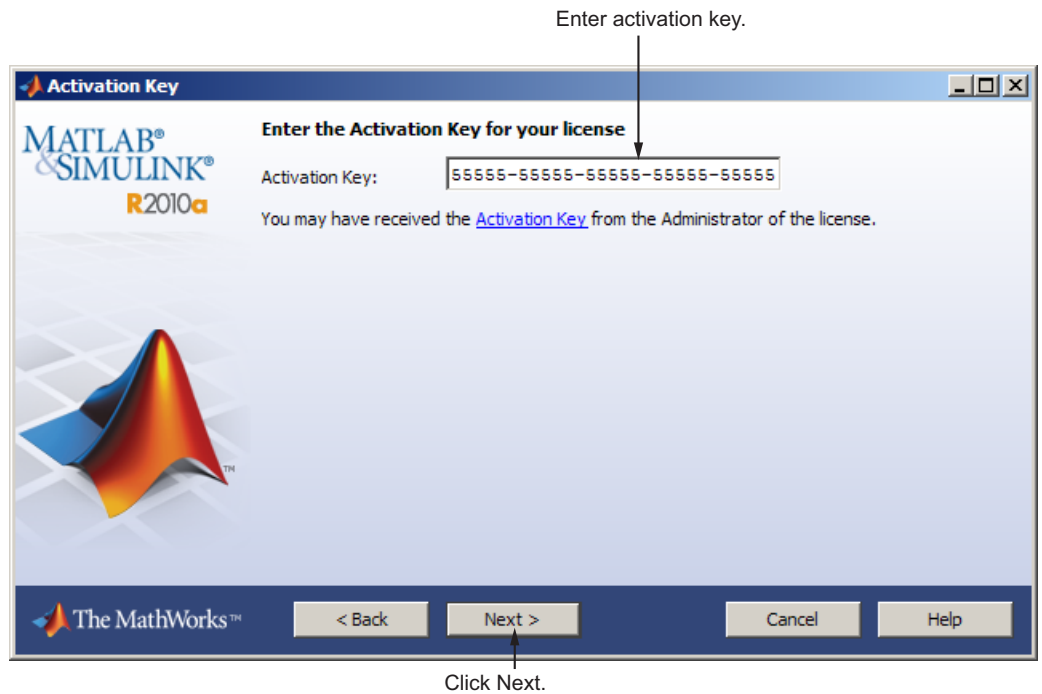 Enter activation key.
Activation Key
MATLAB®
&SIMULINK®
R2010a
Enter the Activation Key for your license
Activation Key: 55555-55555-55555-55555-55555
You may have received the Activation Key from the Administrator of the license.
TM
The MathWorks™
< Back
Next >
Cancel
Help
Click Next.